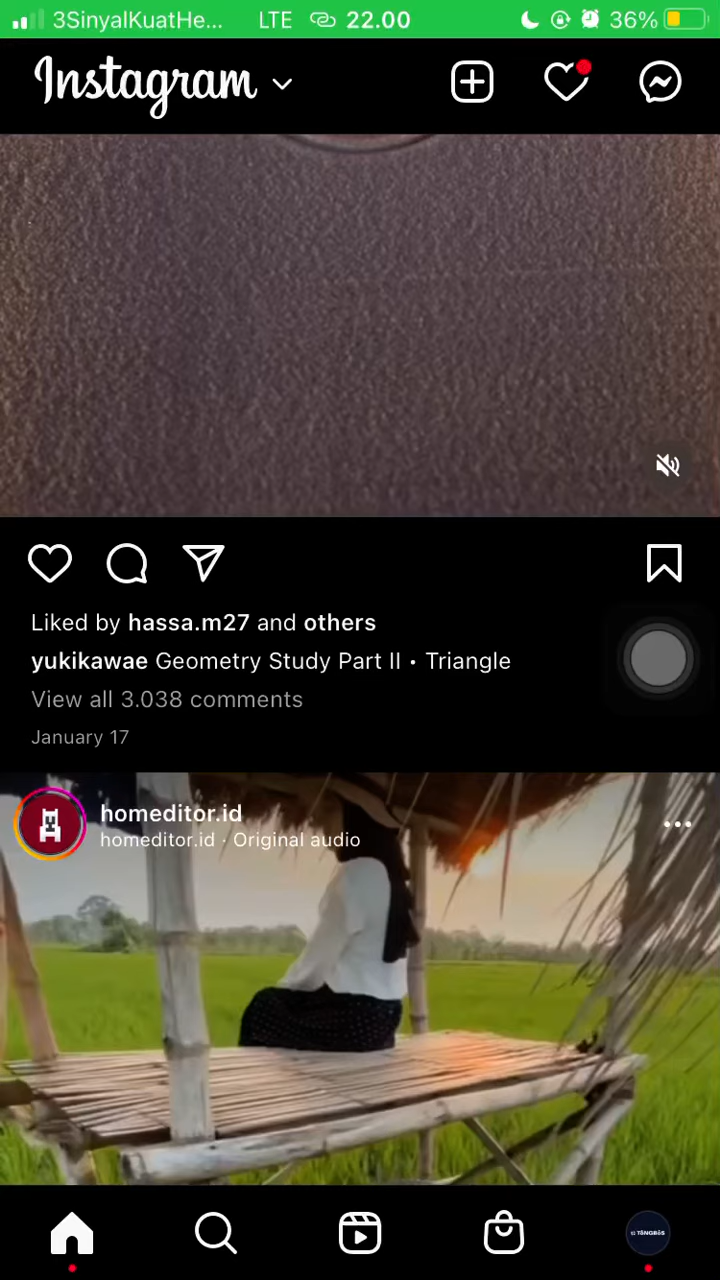 3SinyalKuatHe... LTE 22.00 36%
Instagram
Liked by hassa.m27 and others
yukikawae Geometry Study Part II • Triangle
View all 3.038 comments
January 17
homeditor.id
homeditor.id · Original audio